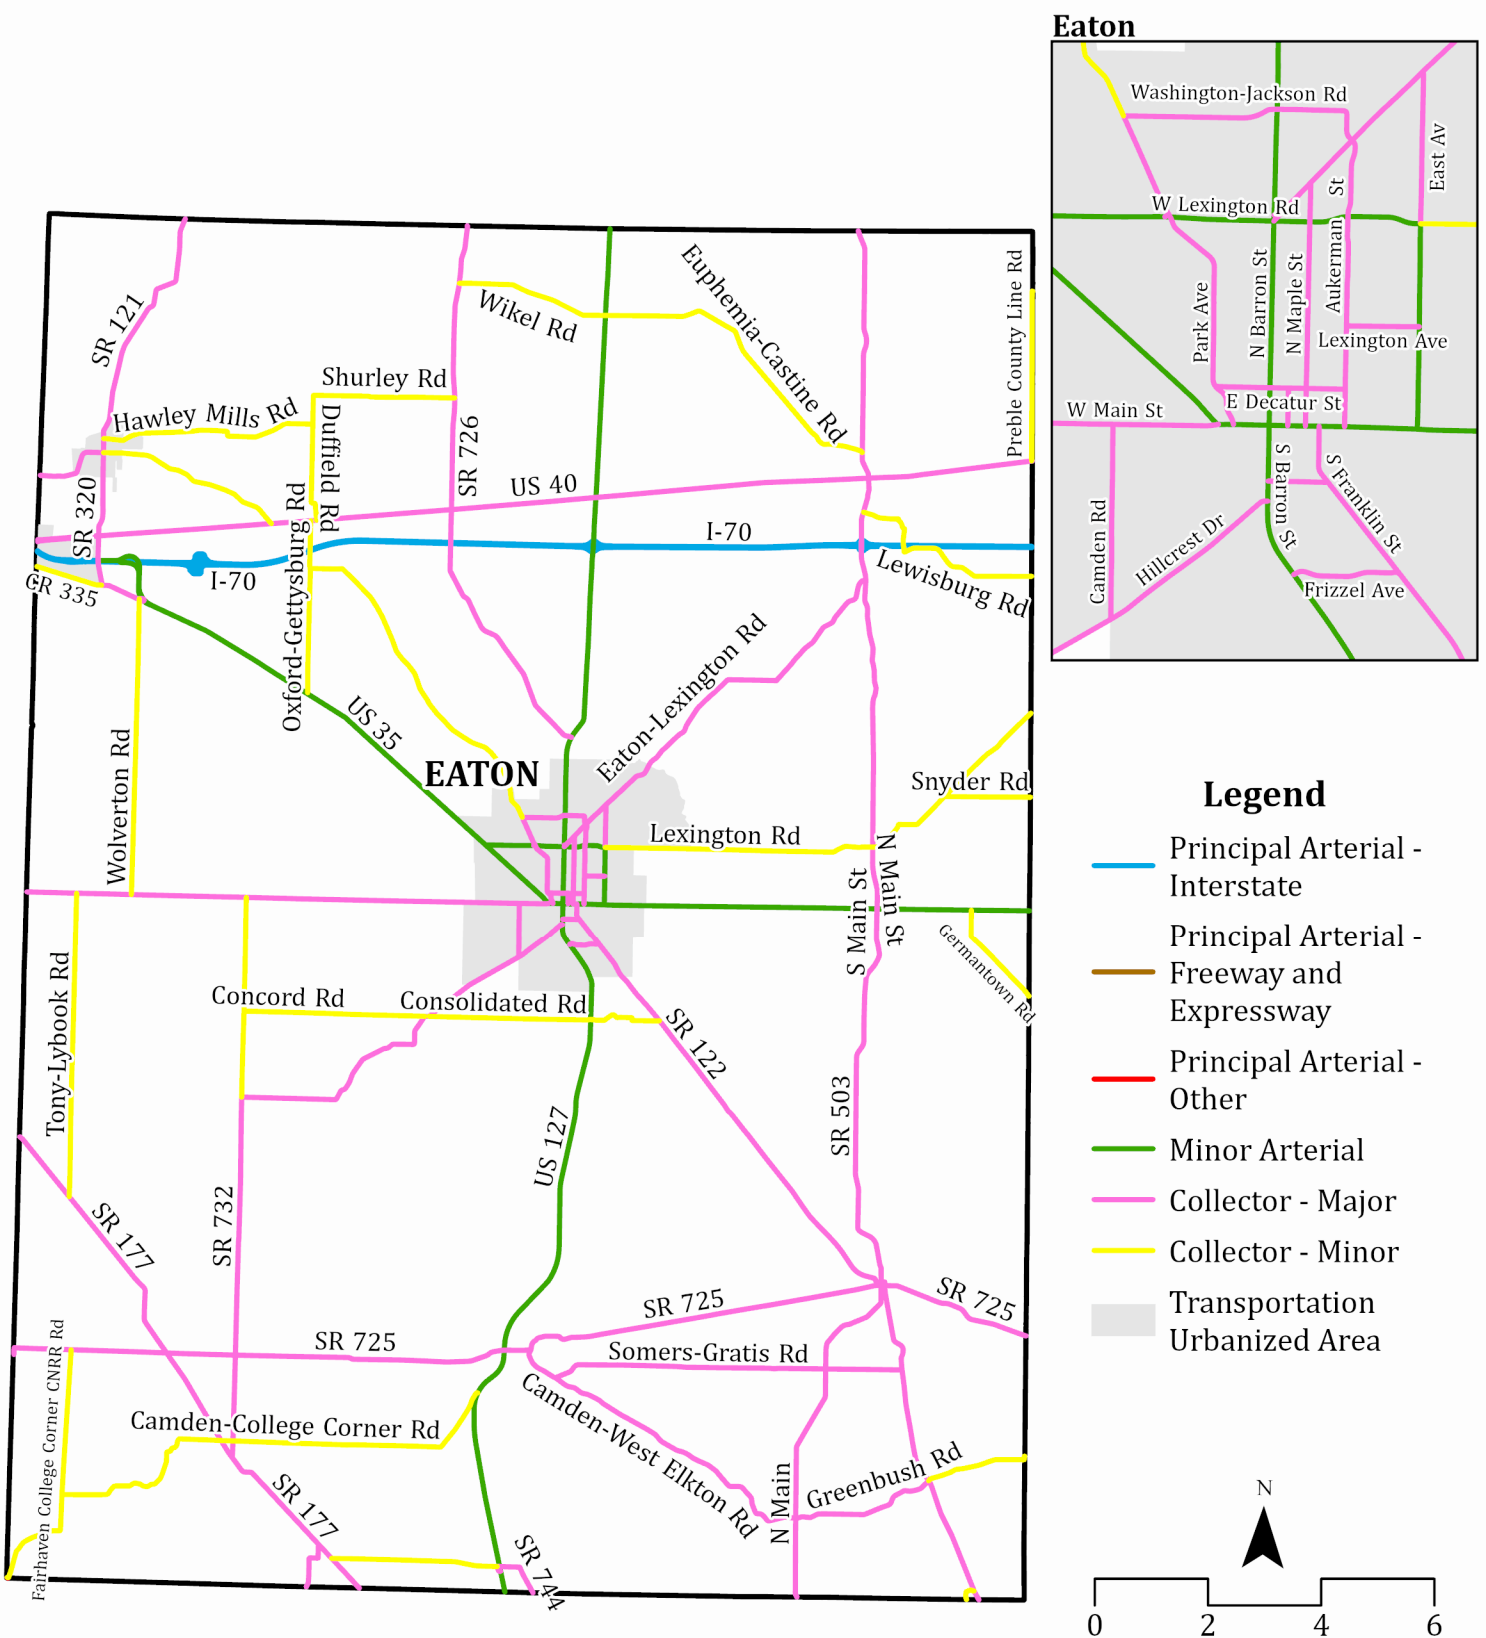 Eaton
Washington-Jackson Rd
East Av
W Lexington Rd
Aukerman St
Park Ave
N Barron St
N Maple St
Lexington Ave
E Decatur St
W Main St
S Barron St
S Franklin St
Camden Rd
Hillcrest Dr
Frizzel Ave
SR 121
Wikel Rd
Euphemia-Castine Rd
Preble County Line Rd
Shurley Rd
Hawley Mills Rd
Duffield Rd
SR 726
US 40
SR 320
I-70
I-70
CR 335
Oxford-Gettysburg Rd
Lewisburg Rd
Eaton-Lexington Rd
US 35
Wolverton Rd
EATON
Snyder Rd
Lexington Rd
N Main St
S Main St
Germantown Rd
Tony-Lybook Rd
Concord Rd
Consolidated Rd
SR 122
SR 503
US 127
SR 732
SR 177
SR 725
SR 725
SR 725
Somers-Gratis Rd
Fairhaven College Corner CNRR Rd
Camden-College Corner Rd
Camden-West Elkton Rd
Greenbush Rd
N Main
SR 177
SR 744
Legend
Principal Arterial -
Interstate
Principal Arterial -
Freeway and
Expressway
Principal Arterial -
Other
Minor Arterial
Collector - Major
Collector - Minor
Transportation
Urbanized Area
N
0 2 4 6